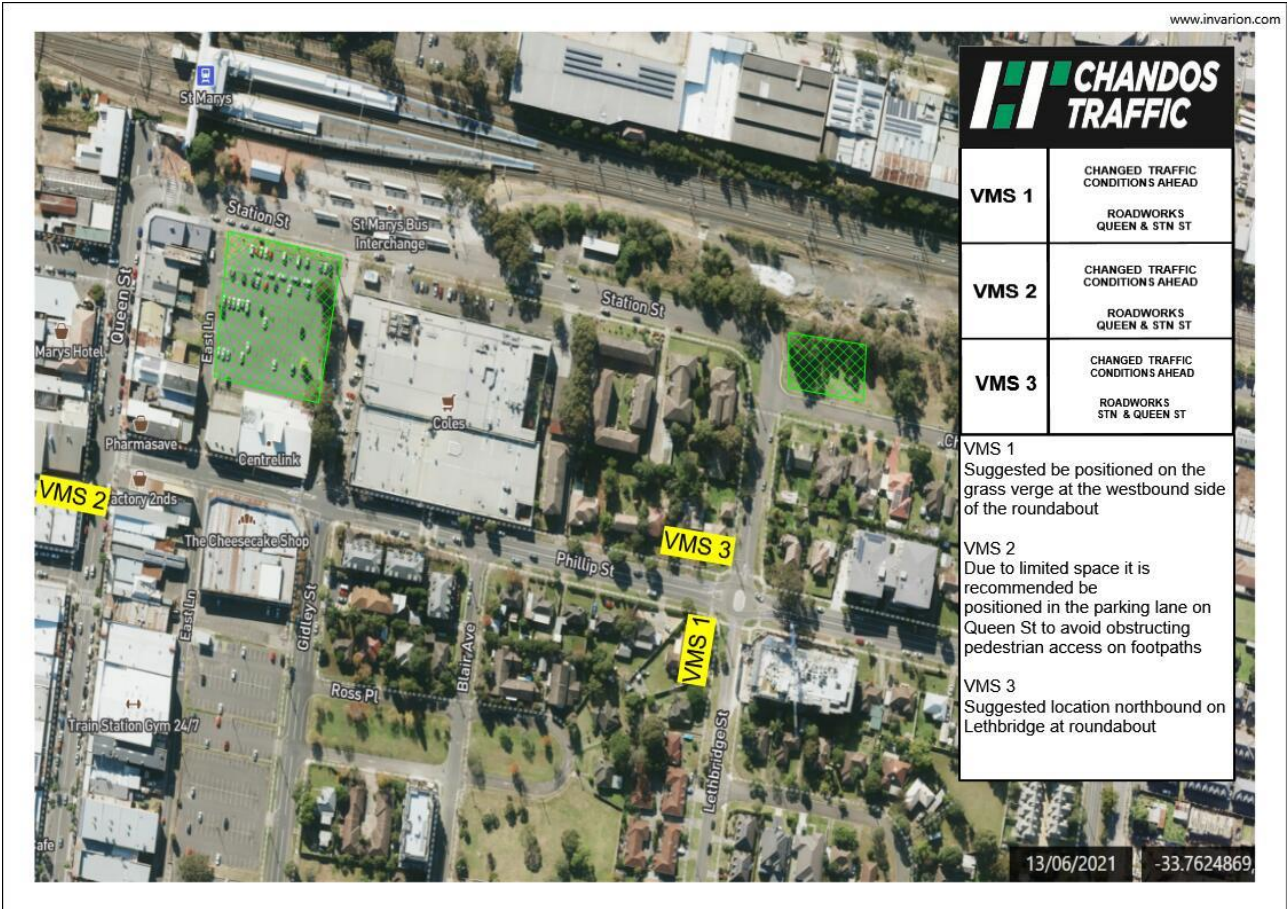 www.invarion.com
CHANDOS
TRAFFIC
VMS 1
CHANGED TRAFFIC
CONDITIONS AHEAD
ROADWORKS
QUEEN & STN ST
VMS 2
CHANGED TRAFFIC
CONDITIONS AHEAD
ROADWORKS
QUEEN & STN ST
VMS 3
CHANGED TRAFFIC
CONDITIONS AHEAD
ROADWORKS
STN & QUEEN ST
VMS 1
Suggested be positioned on the
grass verge at the westbound side
of the roundabout
VMS 2
Due to limited space it is
recommended be
positioned in the parking lane on
Queen St to avoid obstructing
pedestrian access on footpaths
VMS 3
Suggested location northbound on
Lethbridge at roundabout
St Marys
Station St
St Marys Bus
Interchange
Queen St
East Ln
Station St
Marys Hotel
Coles
Pharmasave
Centrelink
VMS 2
actory 2nds
The Cheesecake Shop
VMS 3
Phillip St
East Ln
Gidley St
Blair Ave
VMS 1
Ross Pl
Train Station Gym 24/7
Lethbridge St
afe
13/06/2021
-33.7624869,